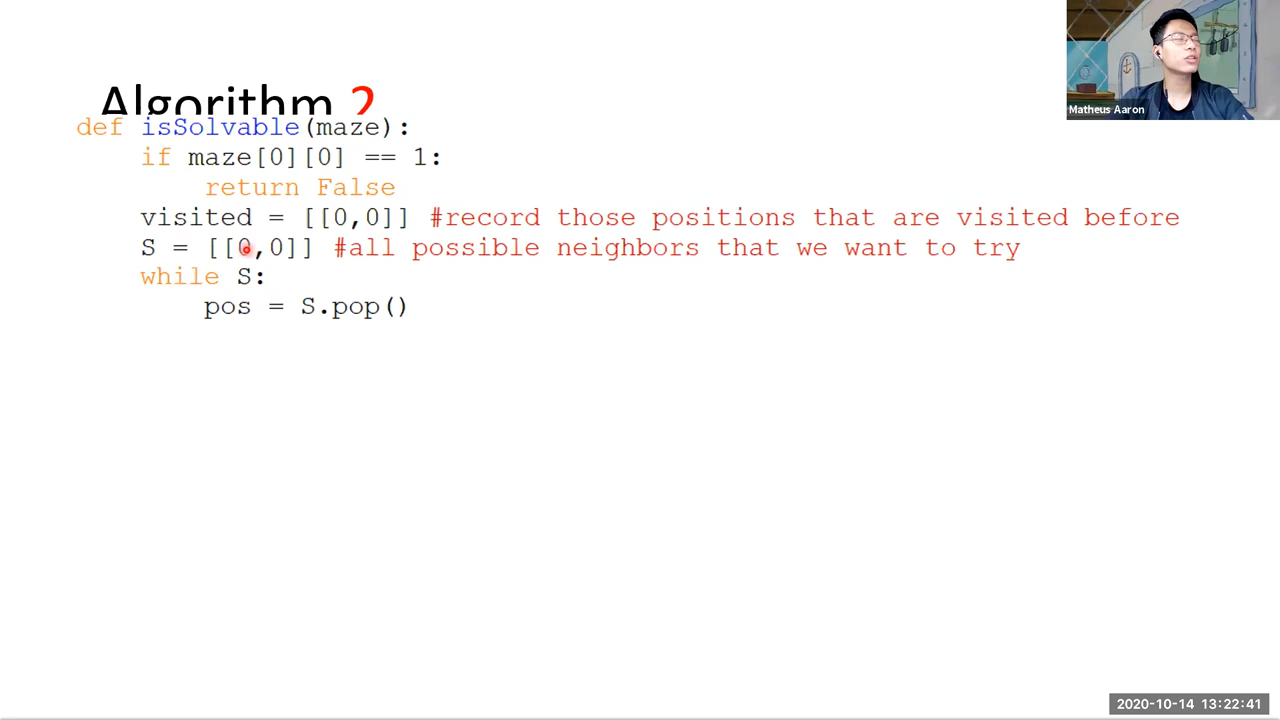 Algorithm 2
def isSolvable(maze):
if maze[0][0] == 1:
return False
visited = [[0,0]] #record those positions that are visited before
S = [[0,0]] #all possible neighbors that we want to try
while S:
pos = S.pop()
Matheus Aaron
2020-10-14 13:22:41